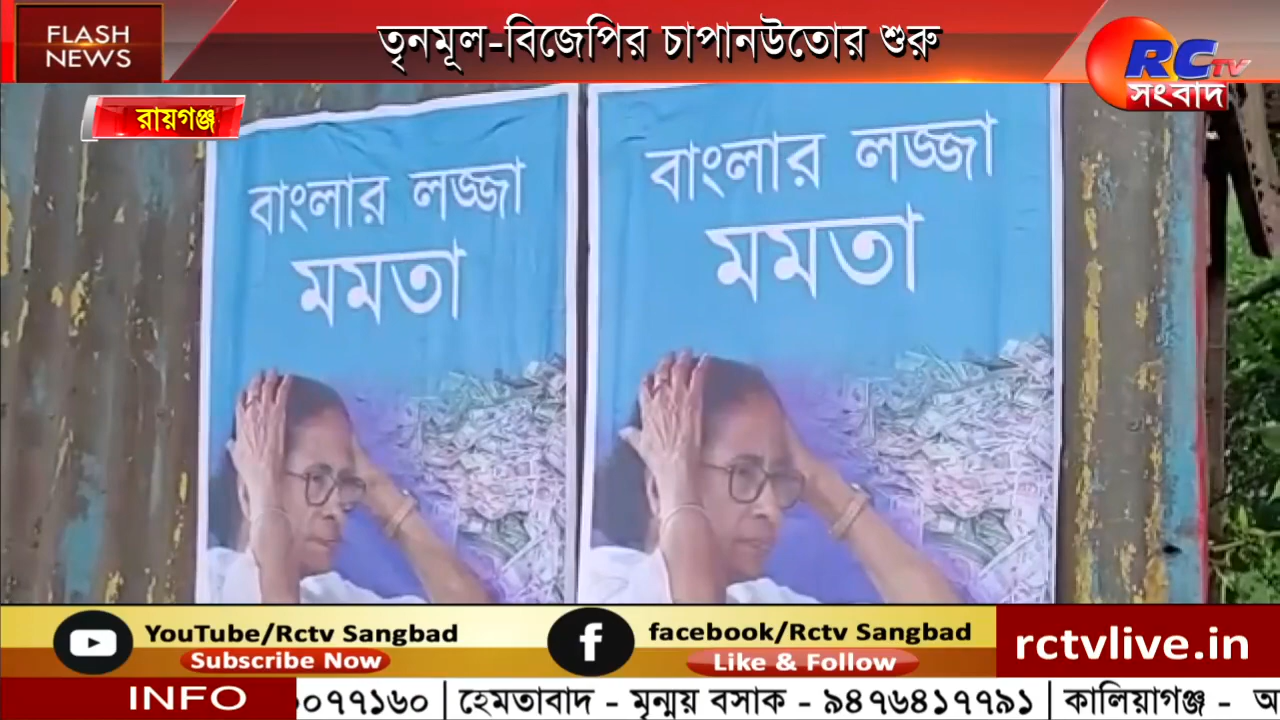 FLASH
NEWS
তৃনমূল-বিজেপির চাপানউতোর শুরু
RCTV
সংবাদ
রায়গঞ্জ
বাংলার লজ্জা
মমতা
বাংলার লজ্জা
মমতা
YouTube/Rctv Sangbad
Subscribe Now
facebook/Rctv Sangbad
Like & Follow
rctvlive.in
INFO
০৭৭১৬০ | হেমতাবাদ - মৃন্ময় বসাক - ৯৪৭৬৪১৭৭৯১ | কালিয়াগঞ্জ -